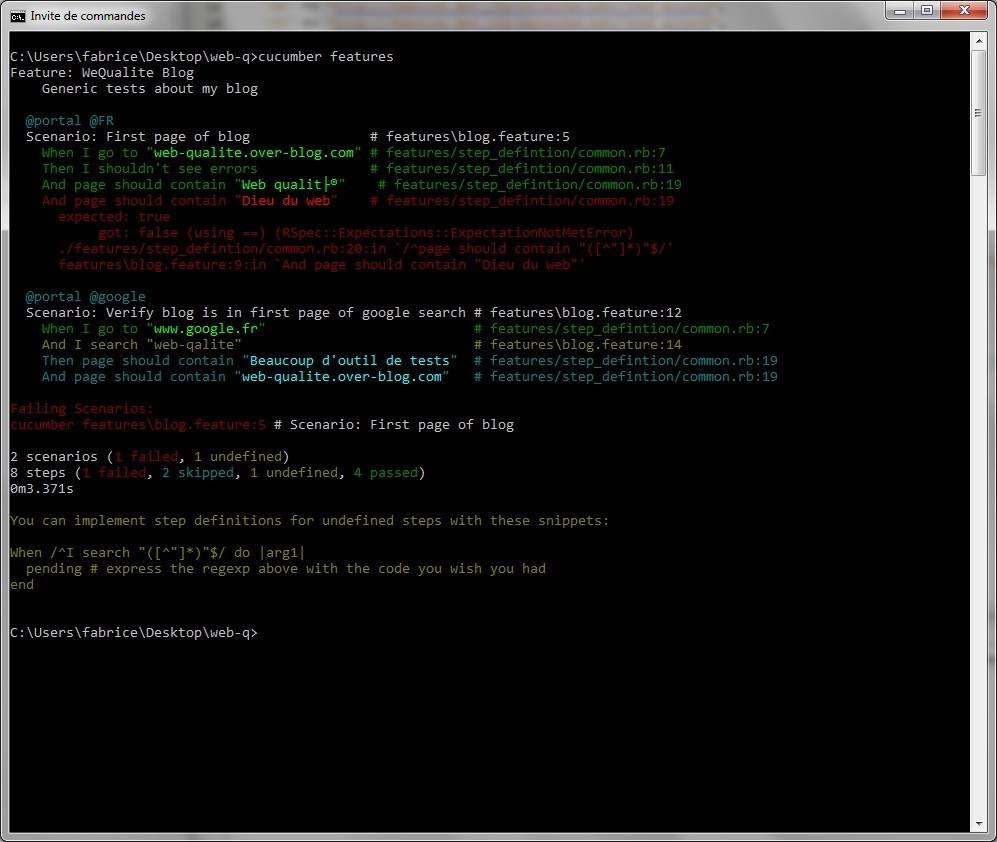 Invite de commandes
C:\Users\fabrice\Desktop\web-q>cucumber features
Feature: WeQualite Blog
Generic tests about my blog
@portal @FR
Scenario: First page of blog # features\blog.feature:5
When I go to "web-qualite.over-blog.com" # features/step_defintion/common.rb:7
Then I shouldn't see errors # features/step_defintion/common.rb:11
And page should contain "Web qualit├®" # features/step_defintion/common.rb:19
And page should contain "Dieu du web" # features/step_defintion/common.rb:19
expected: true
got: false (using ==) (RSpec::Expectations::ExpectationNotMetError)
./features/step_defintion/common.rb:20:in `/^page should contain "([^"]*)"$/'
features\blog.feature:9:in `And page should contain "Dieu du web"'
@portal @google
Scenario: Verify blog is in first page of google search # features\blog.feature:12
When I go to "www.google.fr" # features/step_defintion/common.rb:7
And I search "web-qalite" # features\blog.feature:14
Then page should contain "Beaucoup d'outil de tests" # features/step_defintion/common.rb:19
And page should contain "web-qualite.over-blog.com" # features/step_defintion/common.rb:19
Failing Scenarios:
cucumber features\blog.feature:5 # Scenario: First page of blog
2 scenarios (1 failed, 1 undefined)
8 steps (1 failed, 2 skipped, 1 undefined, 4 passed)
0m3.371s
You can implement step definitions for undefined steps with these snippets:
When /^I search "([^"]*)"$/ do |arg1|
pending # express the regexp above with the code you wish you had
end
C:\Users\fabrice\Desktop\web-q>